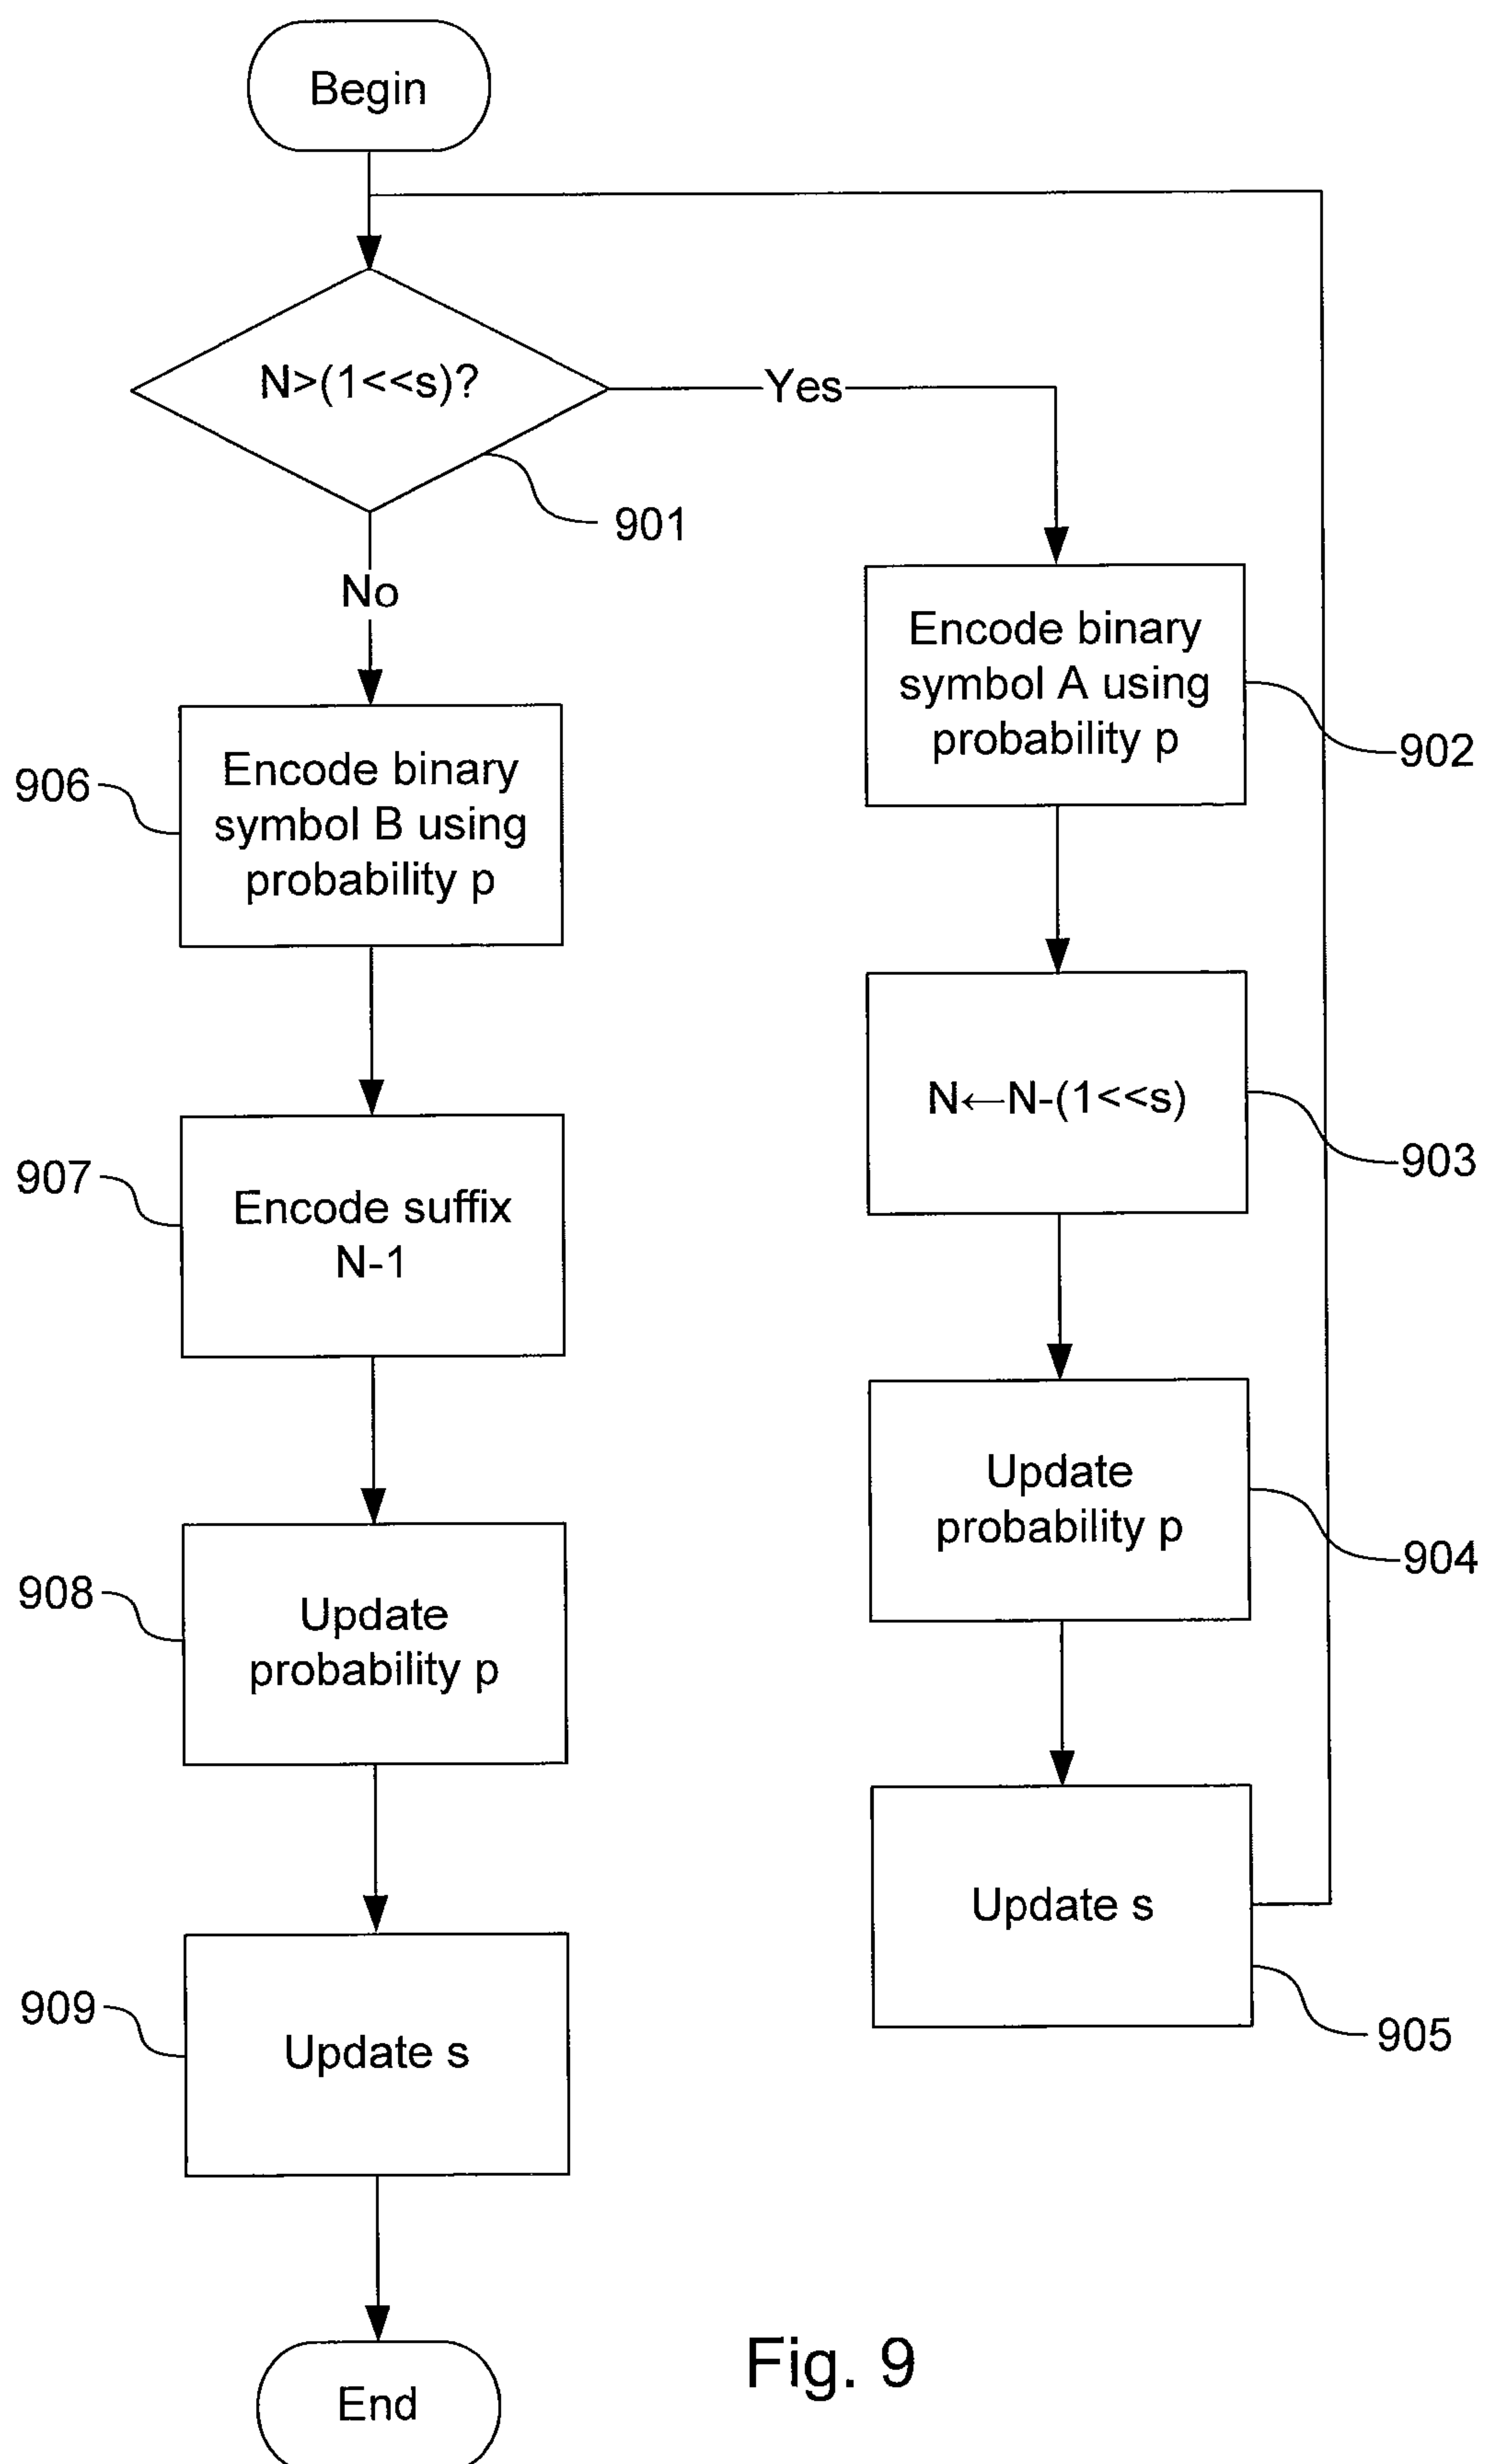 Begin
N>(1<<s)?
Yes
901
No
Encode binary
symbol A using
probability p
902
906
Encode binary
symbol B using
probability p
N←N-(1<<s)
903
907
Encode suffix
N-1
Update
probability p
904
908
Update
probability p
Update s
905
909
Update s
End
Fig. 9